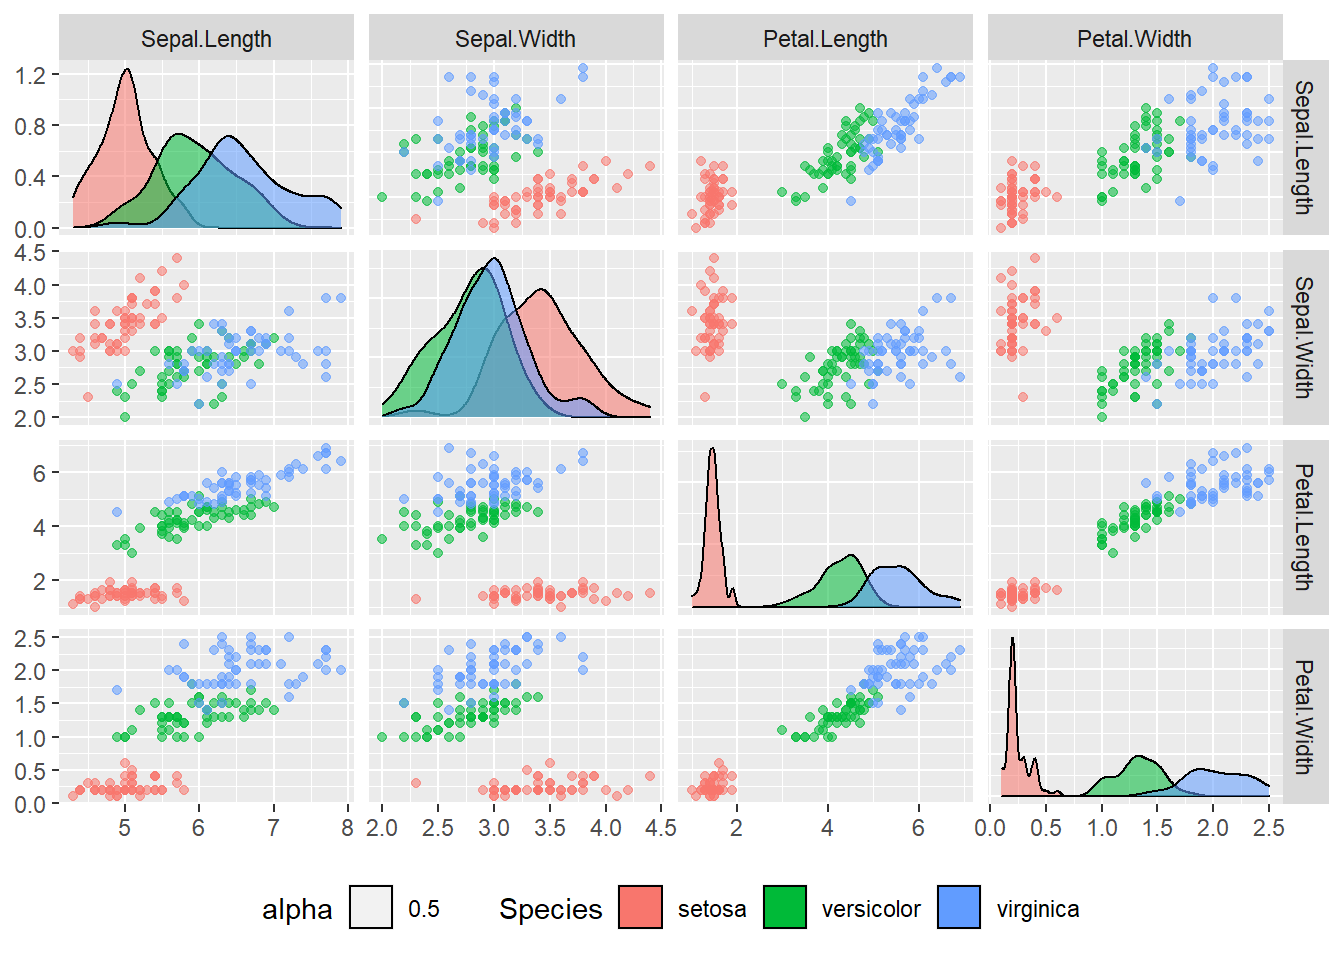 Sepal.Length Sepal.Width Petal.Length Petal.Width
1.2
0.8
0.4
0.0
Sepal.Length
4.5
4.0
3.5
3.0
2.5
2.0
Sepal.Width
6
4
2
Petal.Length
2.5
2.0
1.5
1.0
0.5
0.0
Petal.Width
5 6 7 8 2.0 2.5 3.0 3.5 4.0 4.5 2 4 6 0.0 0.5 1.0 1.5 2.0 2.5
alpha 0.5 Species setosa versicolor virginica